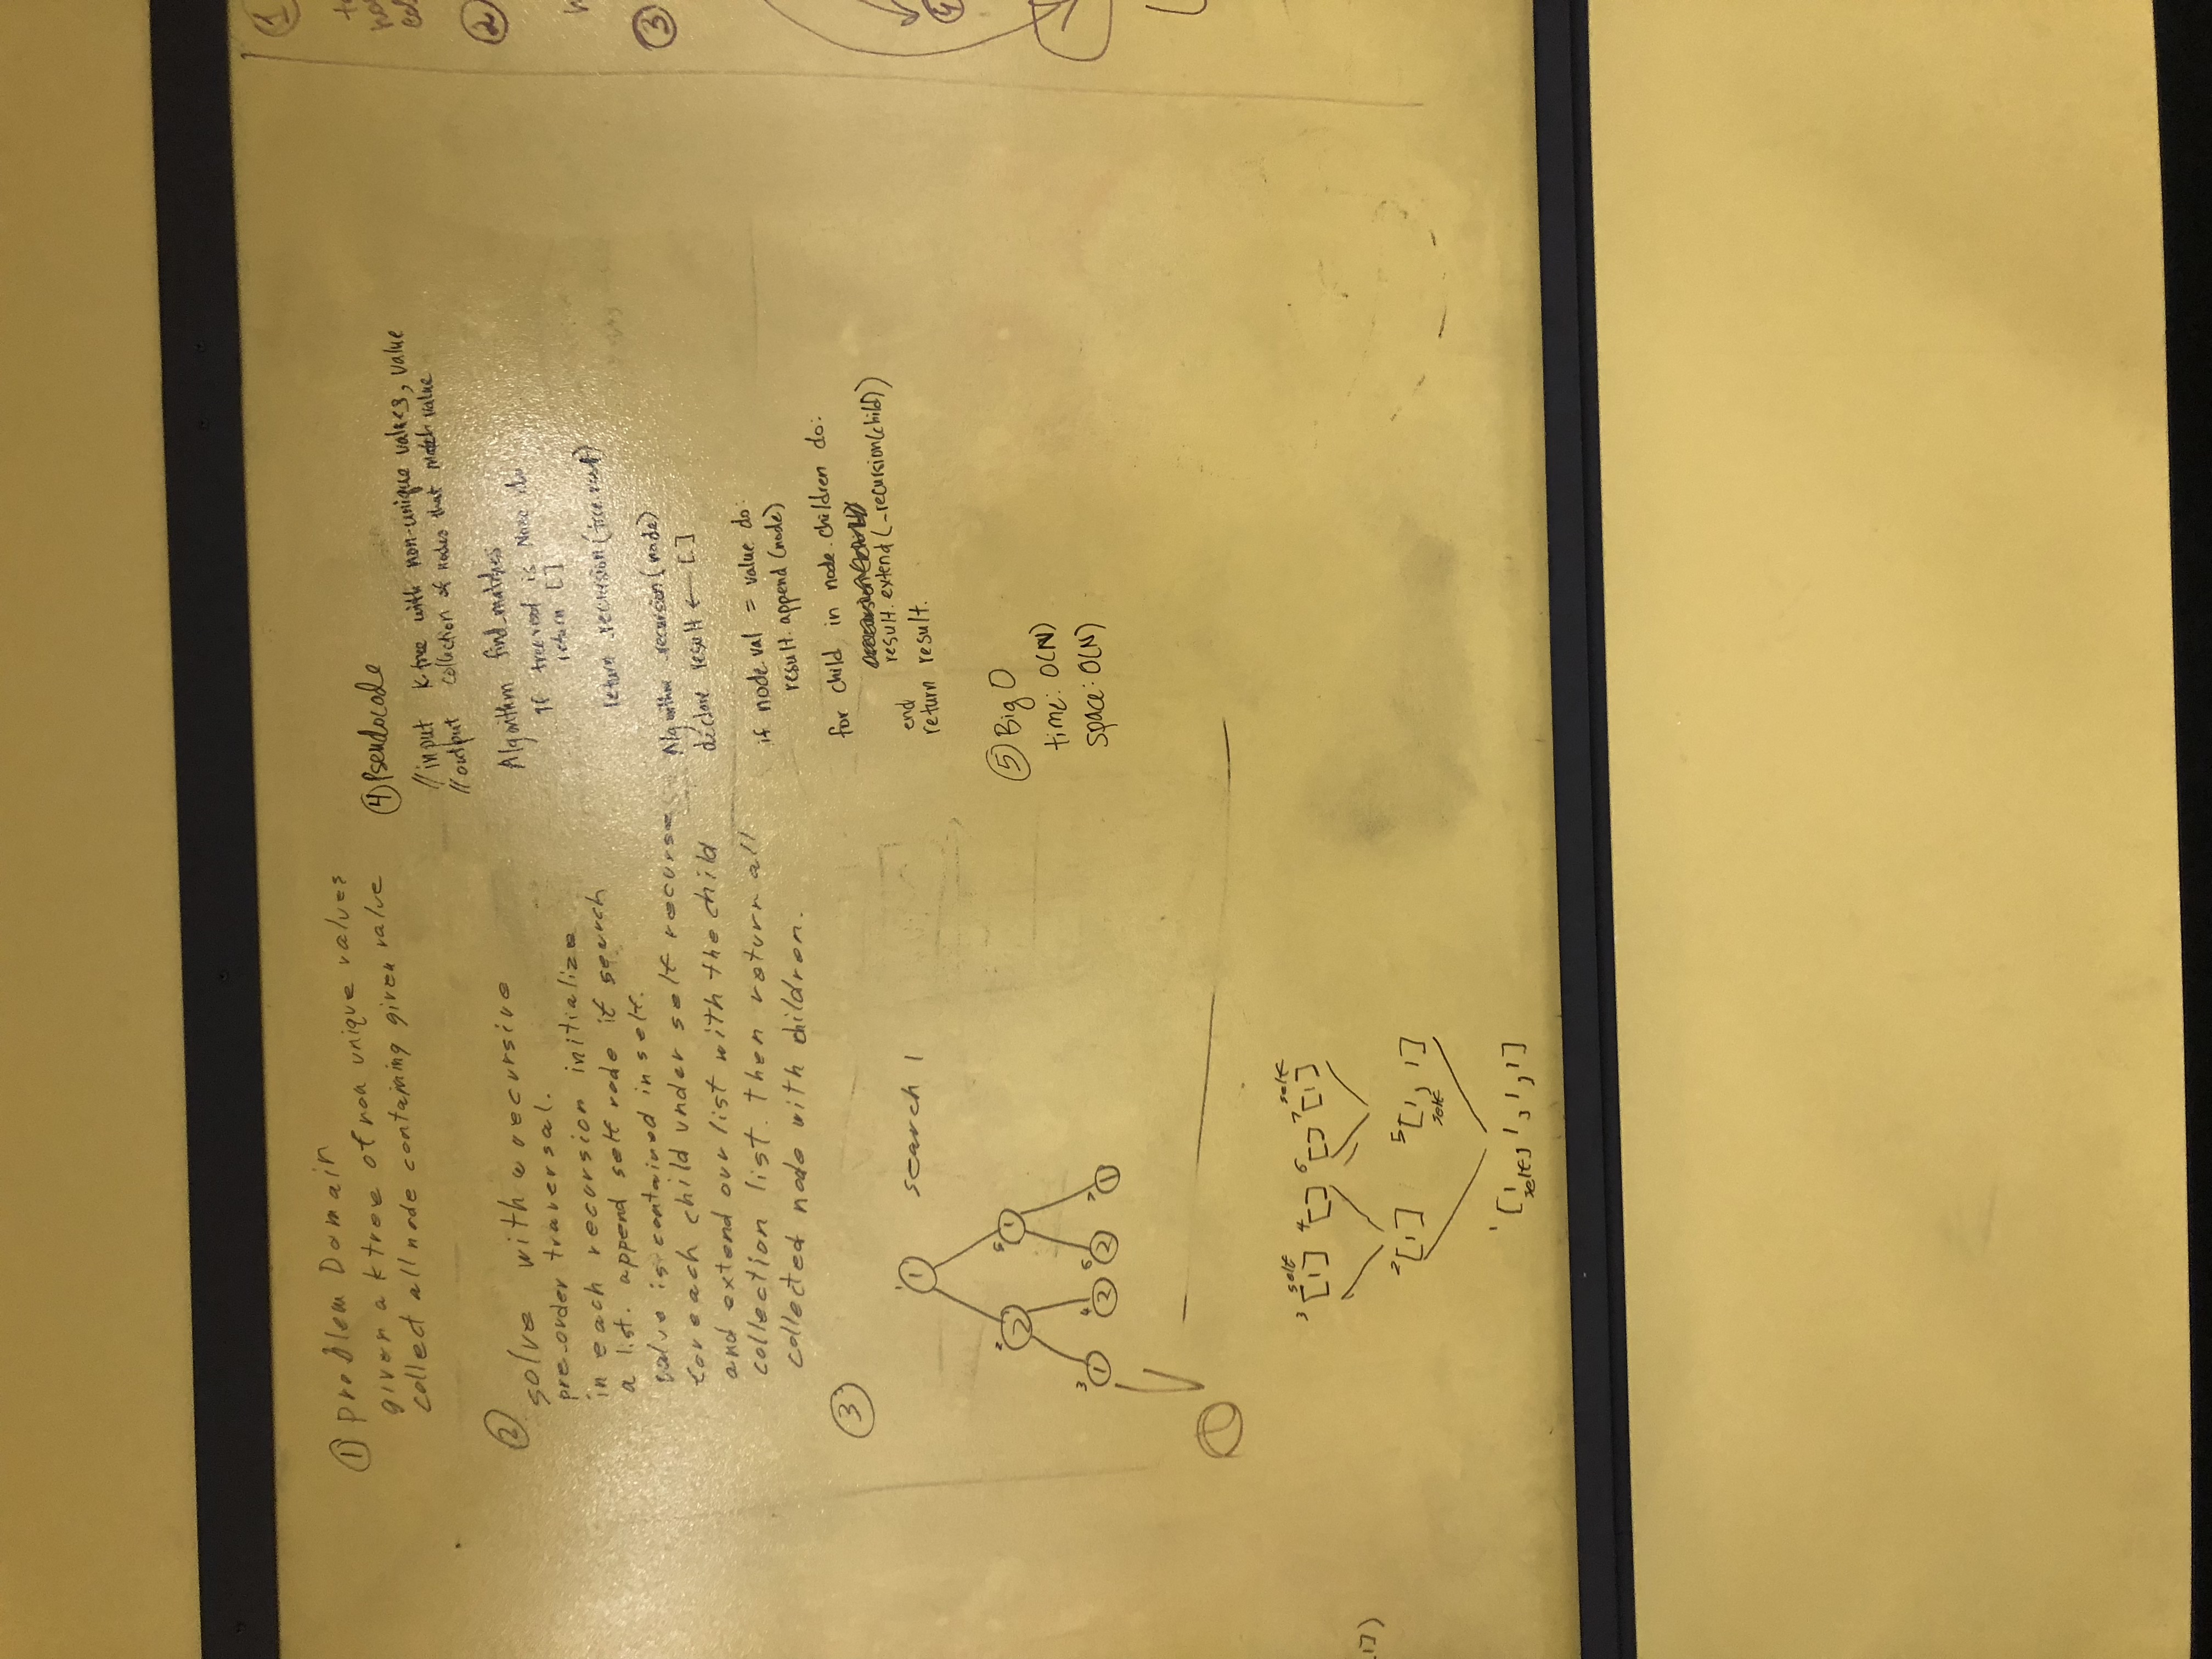 ① Problem Domain
given a k tree of non unique values
collect all node containing given value
②
solve with a recursive
pre-order traversal.
in each recursion initialize
a list. append self node if search
value is contained in self.
for each child under self recurse
and extend our list with the child
collection list. then return all
collected node with children.
③
search 1
1
1
2
2
5
1
3
1
4
2
6
2
7
1
1
self
self
3 [1] 4 [] 6 [] 7 [1]
2 [1] 5 [1, 1]
self
1 [1, 1, 1, 1]
self
④ Pseudocode
// input k-tree with non-unique values, value
// output collection of nodes that match value
Algorithm find_matches
if tree.root is None do
return []
return _recursion(tree.root)
Algorithm _recursion(node)
declare result ← []
if node.val = value do:
result.append(node)
for child in node.children do:
result.extend(_recursion(child))
end
return result.
⑤ Big O
time: O(N)
space: O(N)
1])
①
②
③